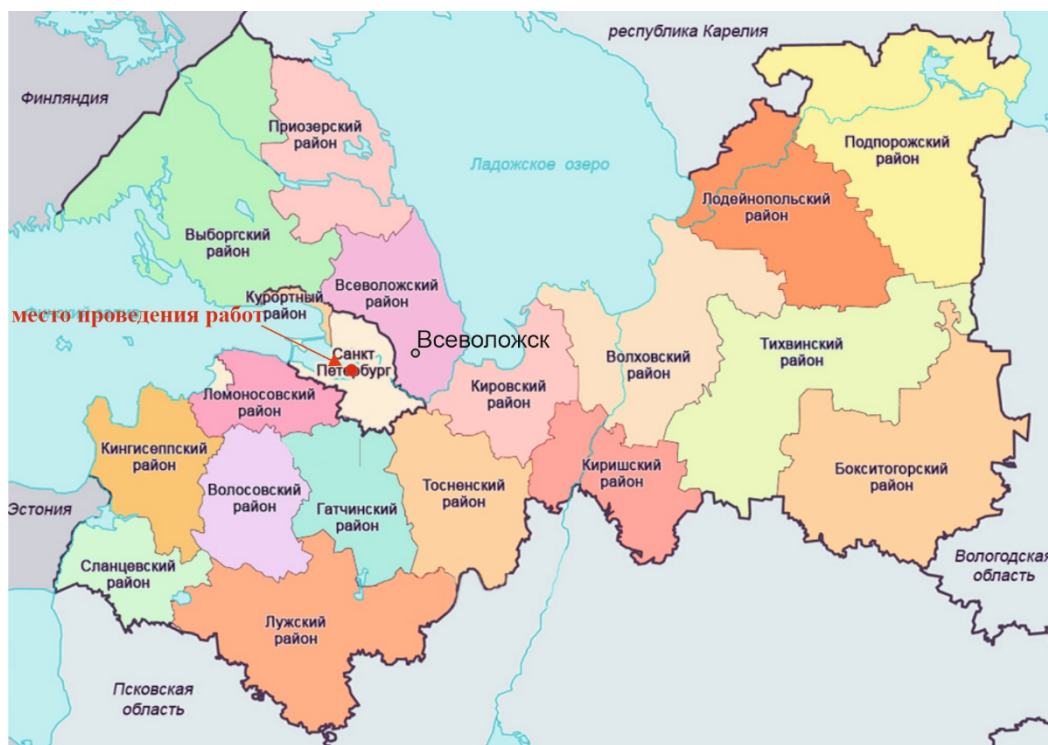 республика Карелия
Финляндия
Приозерский
район
Подпорожский
район
Ладожское озеро
Лодейнопольский
район
Выборгский
район
Всеволожский
район
Курортный
район
место проведения работ
Всеволожск
Санкт
Петербург
Волховский
район
Тихвинский
район
Кировский
район
Ломоносовский
район
Кингисеппский
район
Волосовский
район
Гатчинский
район
Тосненский
район
Киришский
район
Бокситогорский
район
Эстония
Сланцевский
район
Вологодская
область
Лужский
район
Псковская
область